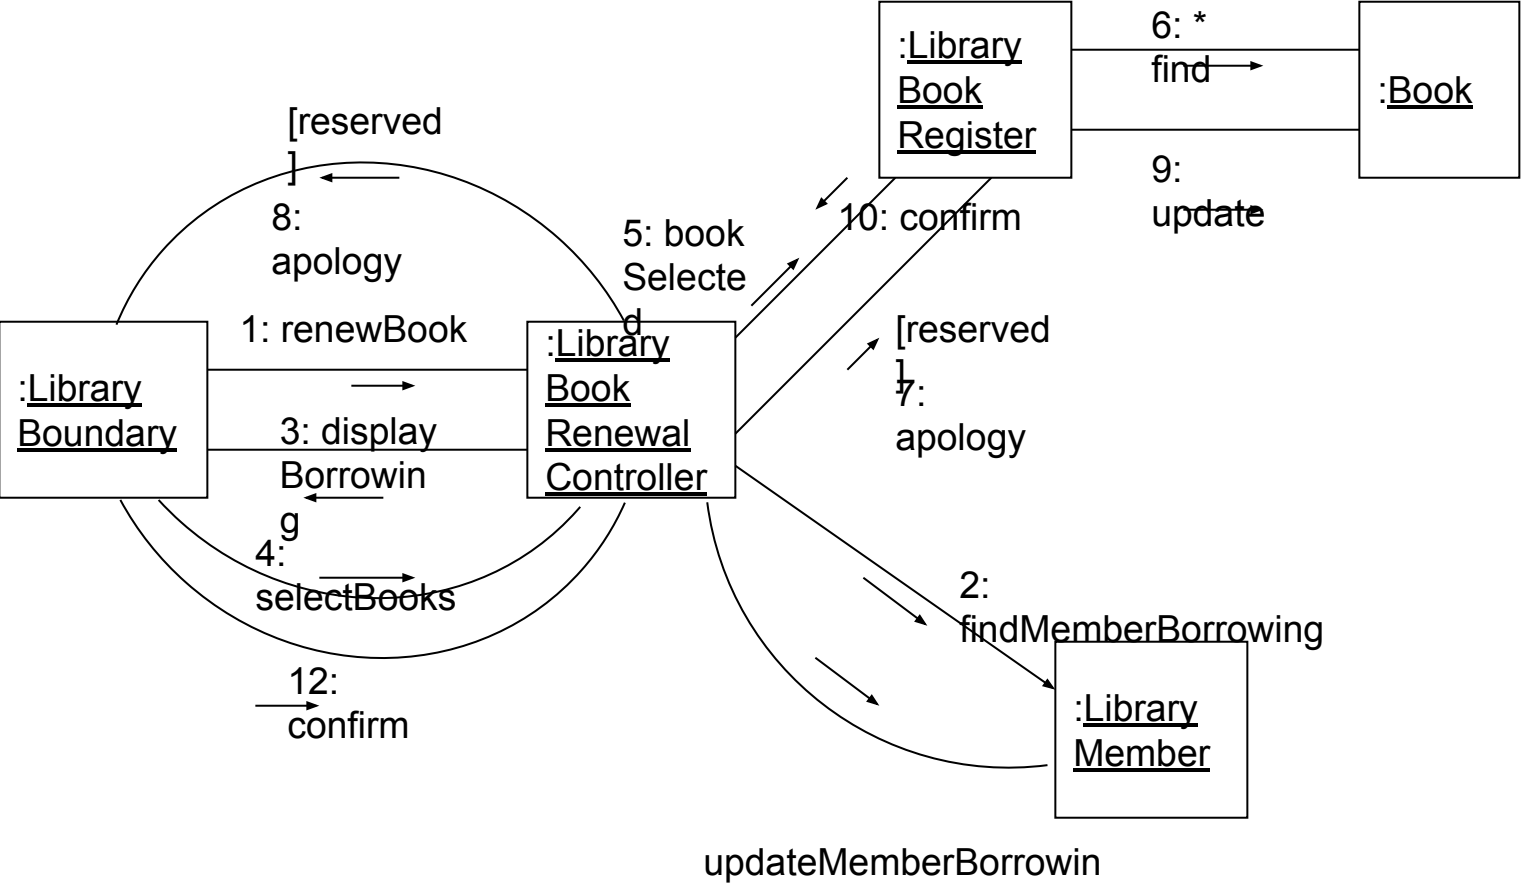 [reserved
]
8:
apology
1: renewBook
:Library
Boundary
3: display
Borrowin
g
4:
selectBooks
12:
confirm
5: book
Selecte
d
:Library
Book
Renewal
Controller
:Library
Book
Register
10: confirm
6: *
find
9:
update
:Book
[reserved
]
7:
apology
2:
findMemberBorrowing
:Library
Member
updateMemberBorrowin